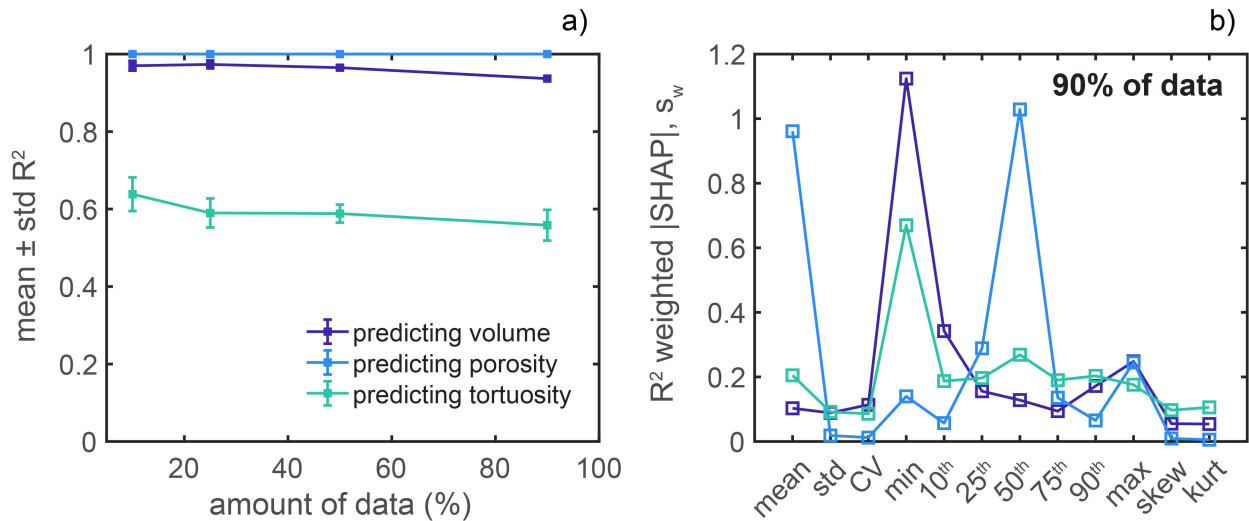 a)
mean ± std R²
1
0.8
0.6
0.4
0.2
0
predicting volume
predicting porosity
predicting tortuosity
20
40
60
80
100
amount of data (%)
b)
R² weighted |SHAP|, s_w
1.2
1
0.8
0.6
0.4
0.2
0
90% of data
mean
std
CV
min
10th
25th
50th
75th
90th
max
skew
kurt